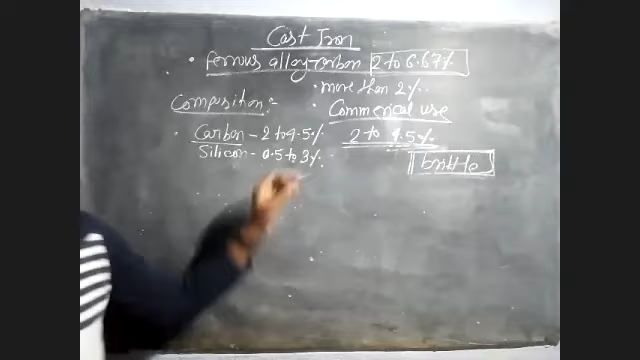 Cast Iron
• ferrous alloy-carbon 2 to 6.67%
• more than 2%.
Composition:-
• Commerical use
• Carbon - 2 to 4.5%
2 to 4.5%
Silicon - 0.5 to 3%.
brittle